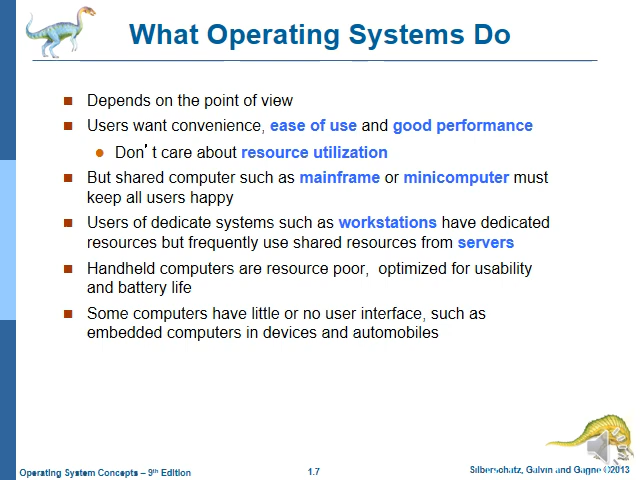 What Operating Systems Do
Depends on the point of view
Users want convenience, ease of use and good performance
Don't care about resource utilization
But shared computer such as mainframe or minicomputer must
keep all users happy
Users of dedicate systems such as workstations have dedicated
resources but frequently use shared resources from servers
Handheld computers are resource poor, optimized for usability
and battery life
Some computers have little or no user interface, such as
embedded computers in devices and automobiles
Operating System Concepts – 9th Edition
1.7
Silberschatz, Galvin and Gagne ©2013